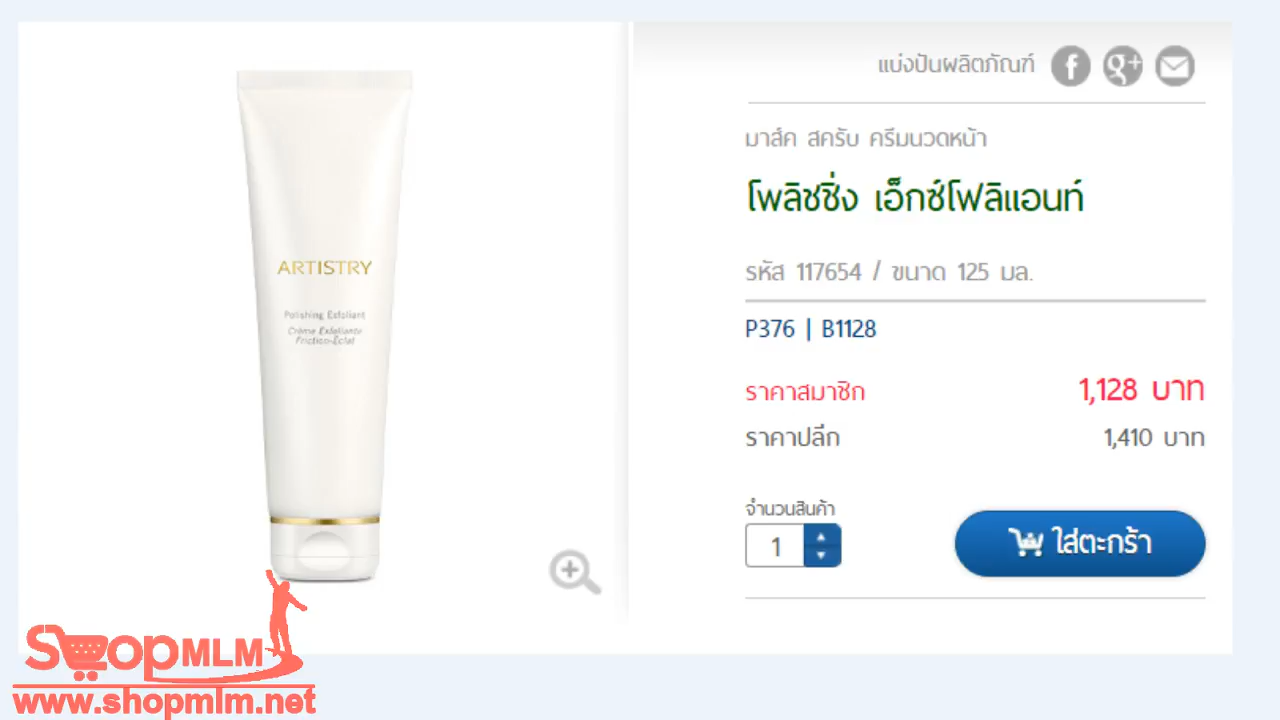 ARTISTRY
Polishing Exfoliant
Crème Exfoliante
Friction-Éclat
แบ่งปันผลิตภัณฑ์
มาส์ค สครับ ครีมนวดหน้า
โพลิชชิ่ง เอ็กซ์โฟลิแอนท์
รหัส 117654 / ขนาด 125 มล.
P376 | B1128
ราคาสมาชิก 1,128 บาท
ราคาปลีก 1,410 บาท
จำนวนสินค้า
1
ใส่ตะกร้า
ShopMLM
www.shopmlm.net